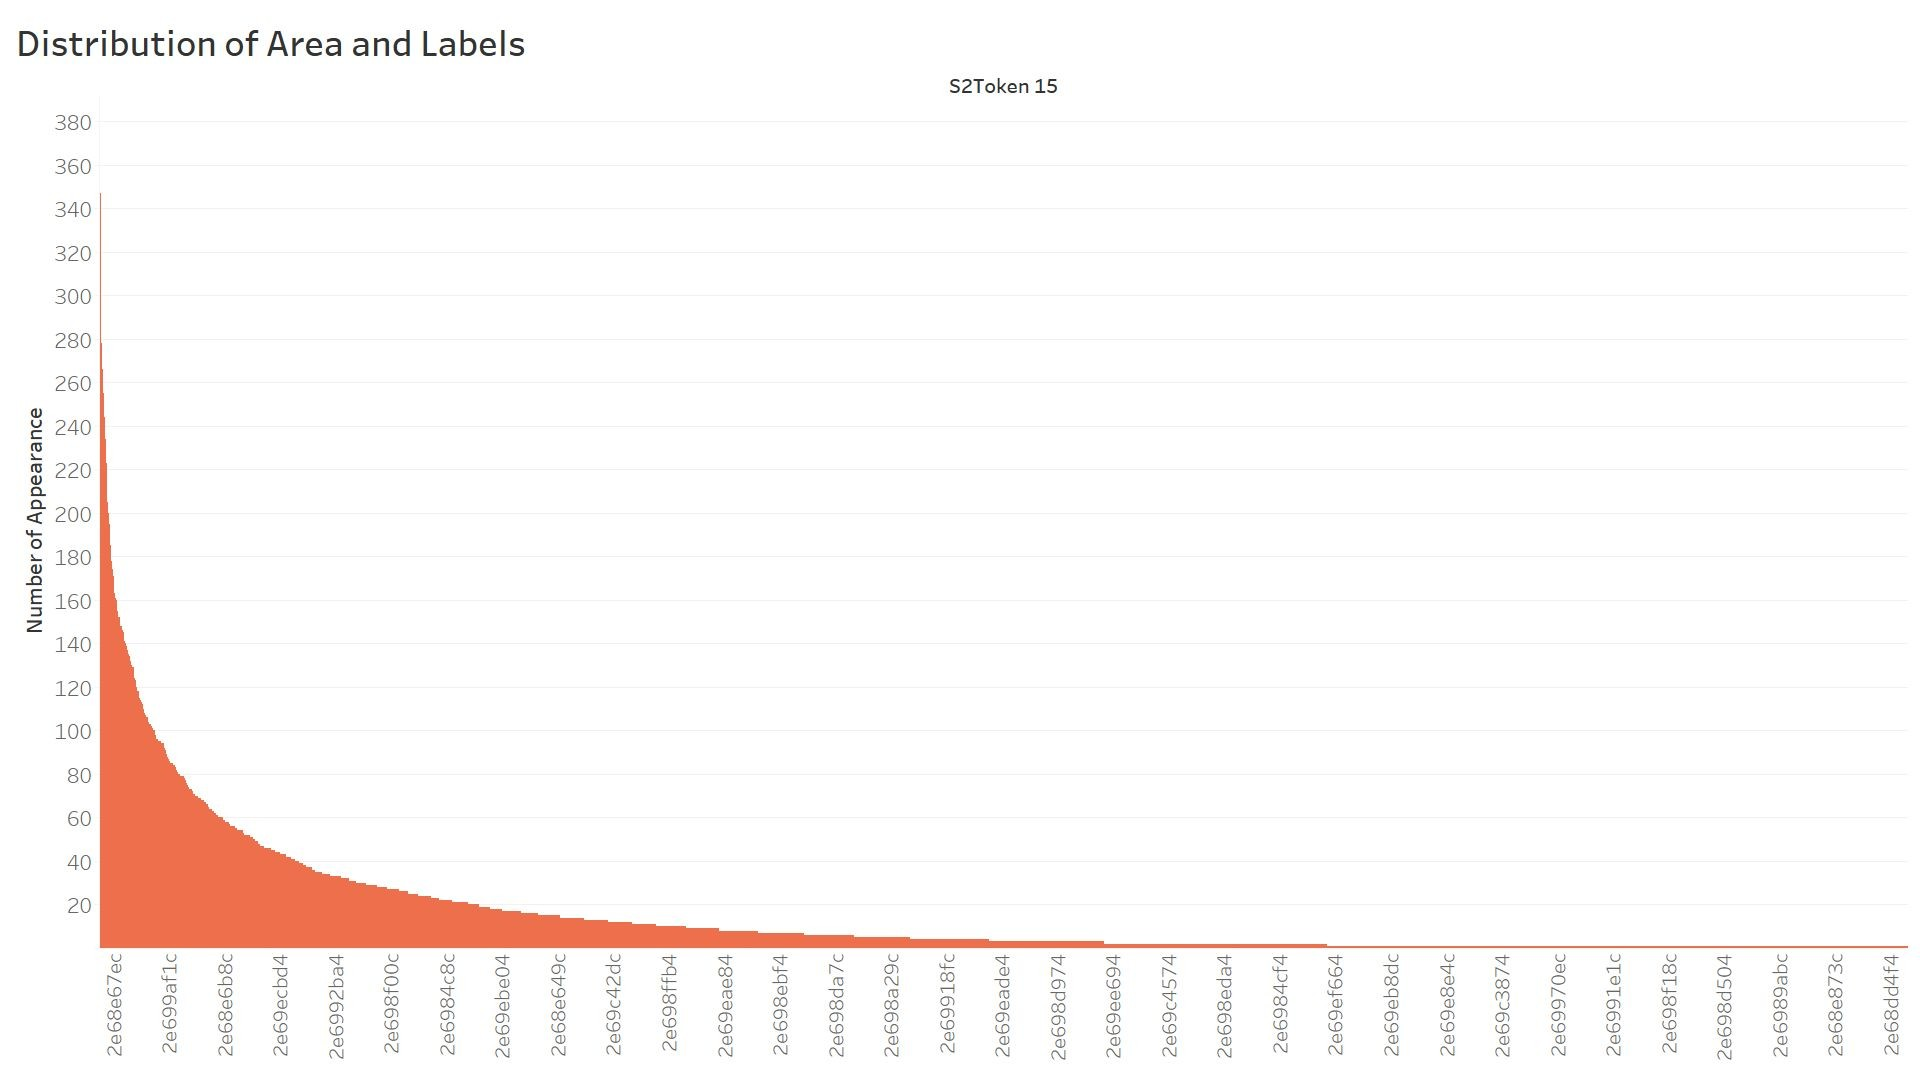 Distribution of Area and Labels
S2Token 15
380
360
340
320
300
280
260
240
220
200
180
160
140
120
100
80
60
40
20
Number of Appearance
2e68e67ec
2e699af1c
2e68e6b8c
2e69ecbd4
2e6992ba4
2e698f00c
2e6984c8c
2e69ebe04
2e68e649c
2e69c42dc
2e698ffb4
2e69eae84
2e698ebf4
2e698da7c
2e698a29c
2e69918fc
2e69eade4
2e698d974
2e69ee694
2e69c4574
2e698eda4
2e6984cf4
2e69ef664
2e69eb8dc
2e69e8e4c
2e69c3874
2e69970ec
2e6991e1c
2e698f18c
2e698d504
2e6989abc
2e68e873c
2e68dd4f4